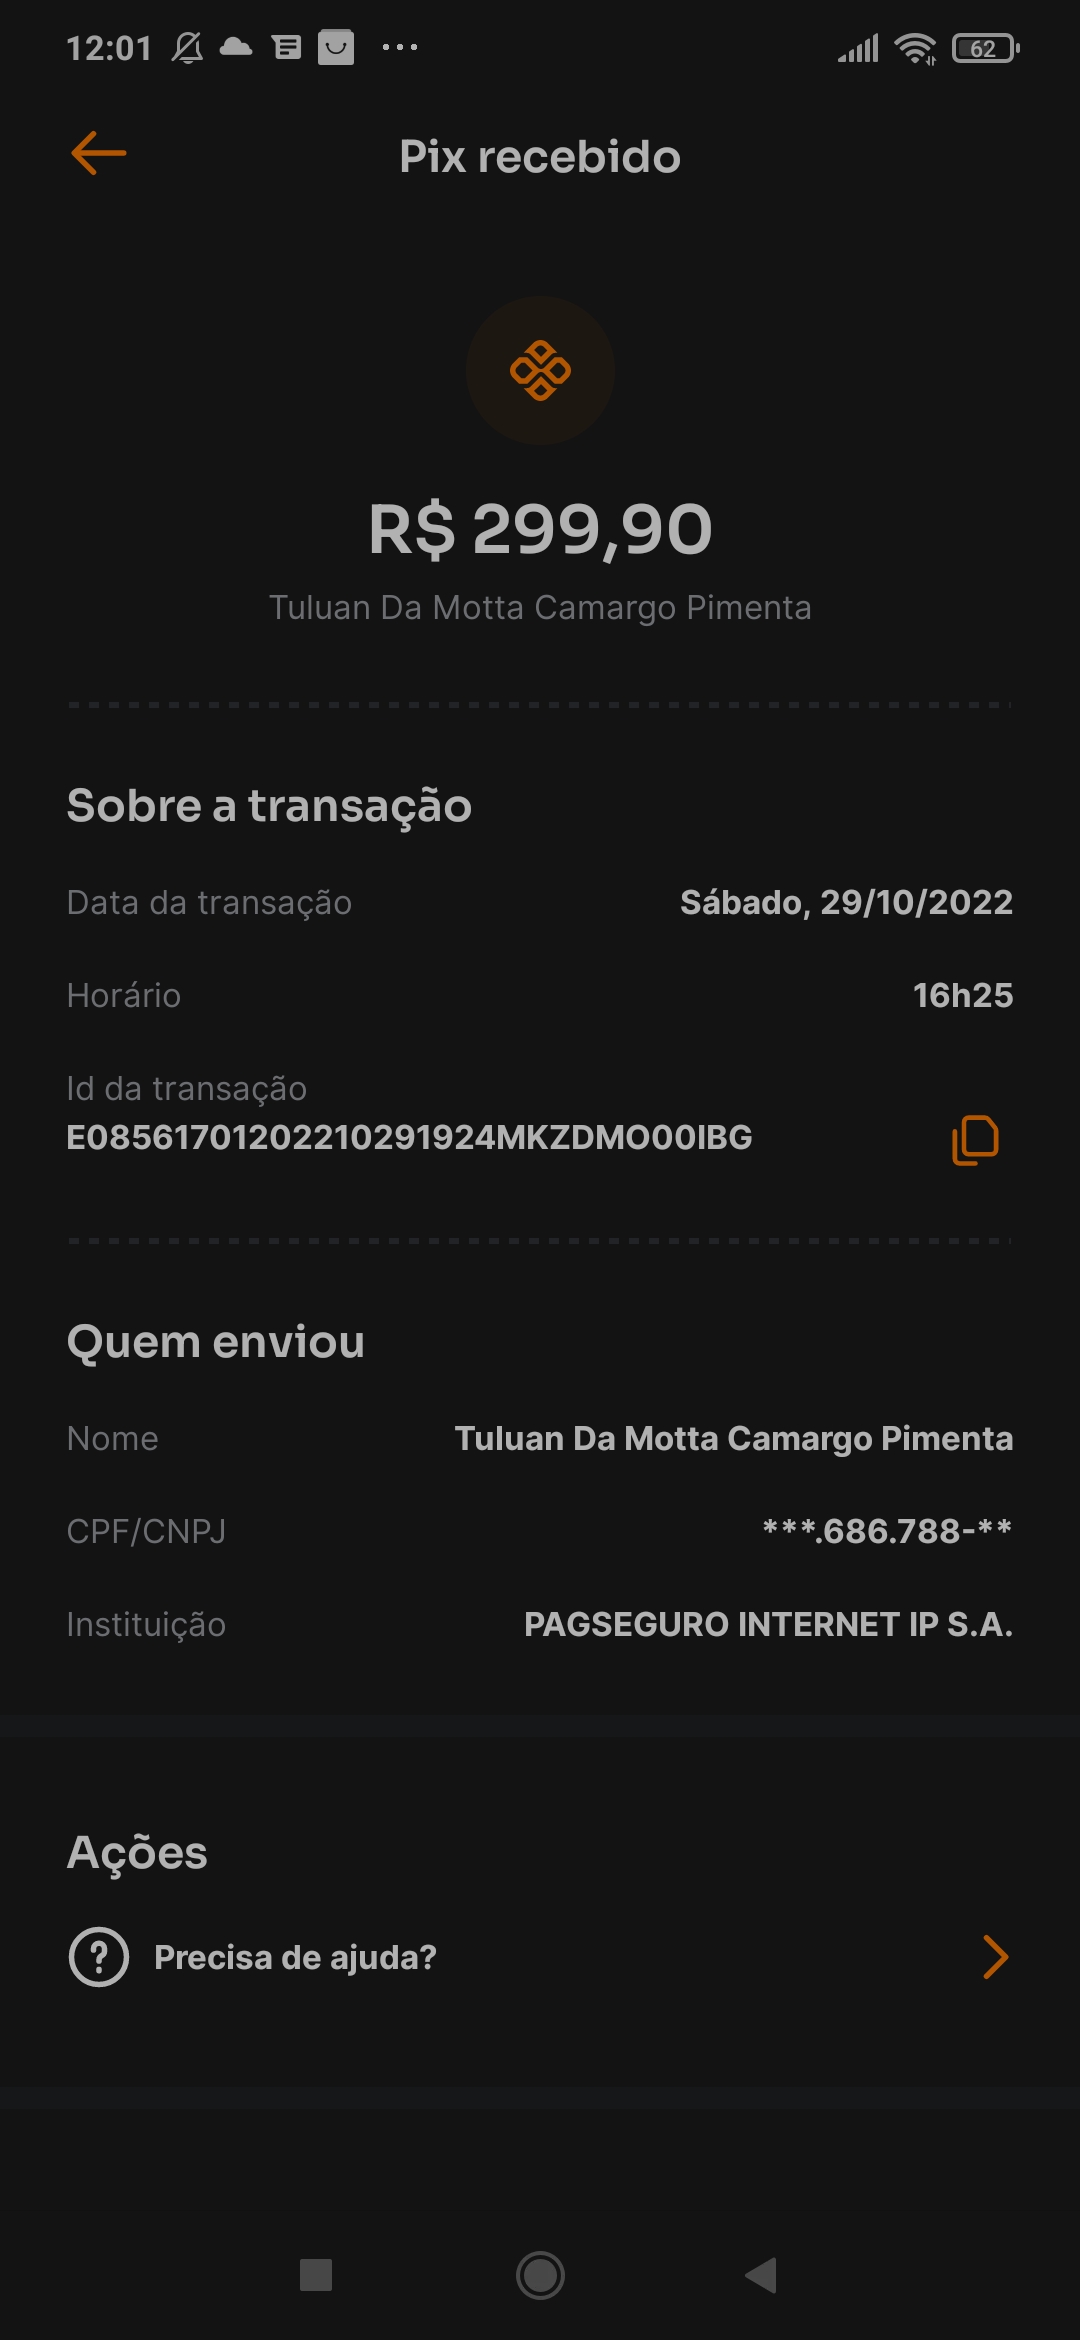 12:01
62
Pix recebido
R$ 299,90
Tuluan Da Motta Camargo Pimenta
Sobre a transação
Data da transação Sábado, 29/10/2022
Horário 16h25
Id da transação
E08561701202210291924MKZDMO00IBG
Quem enviou
Nome Tuluan Da Motta Camargo Pimenta
CPF/CNPJ ***.686.788-**
Instituição PAGSEGURO INTERNET IP S.A.
Ações
Precisa de ajuda?